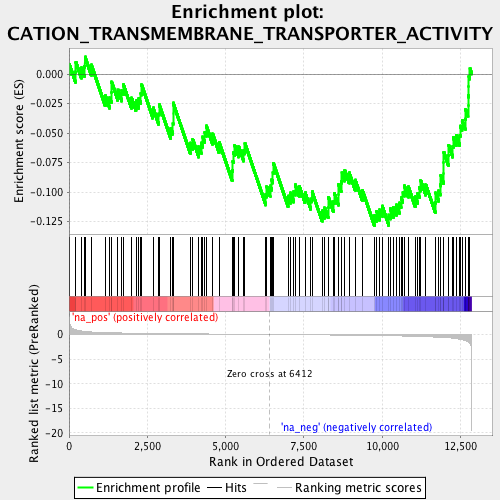 Enrichment plot:
CATION_TRANSMEMBRANE_TRANSPORTER_ACTIVITY
Enrichment score (ES)
0.000
-0.025
-0.050
-0.075
-0.100
-0.125
'na_pos' (positively correlated)
Ranked list metric (PreRanked)
0
-5
-10
-15
-20
Zero cross at 6412
'na_neg' (negatively correlated)
0
2,500
5,000
7,500
10,000
12,500
Rank in Ordered Dataset
Enrichment profile
Hits
Ranking metric scores